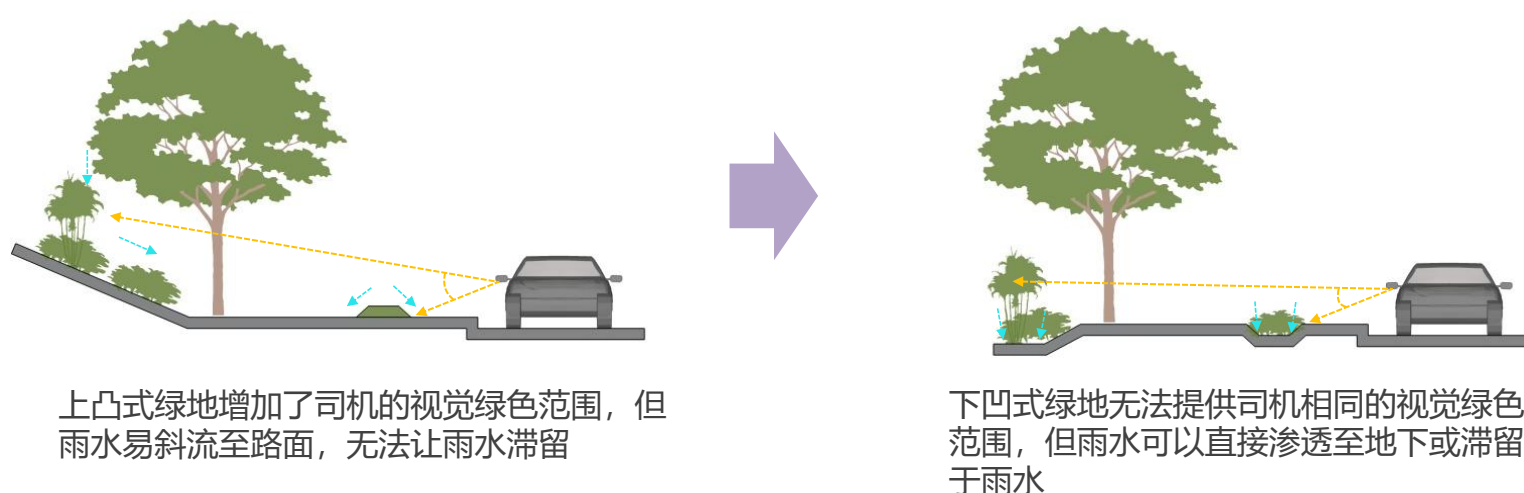 上凸式绿地增加了司机的视觉绿色范围，但
雨水易斜流至路面，无法让雨水滞留
下凹式绿地无法提供司机相同的视觉绿色
范围，但雨水可以直接渗透至地下或滞留
于雨水